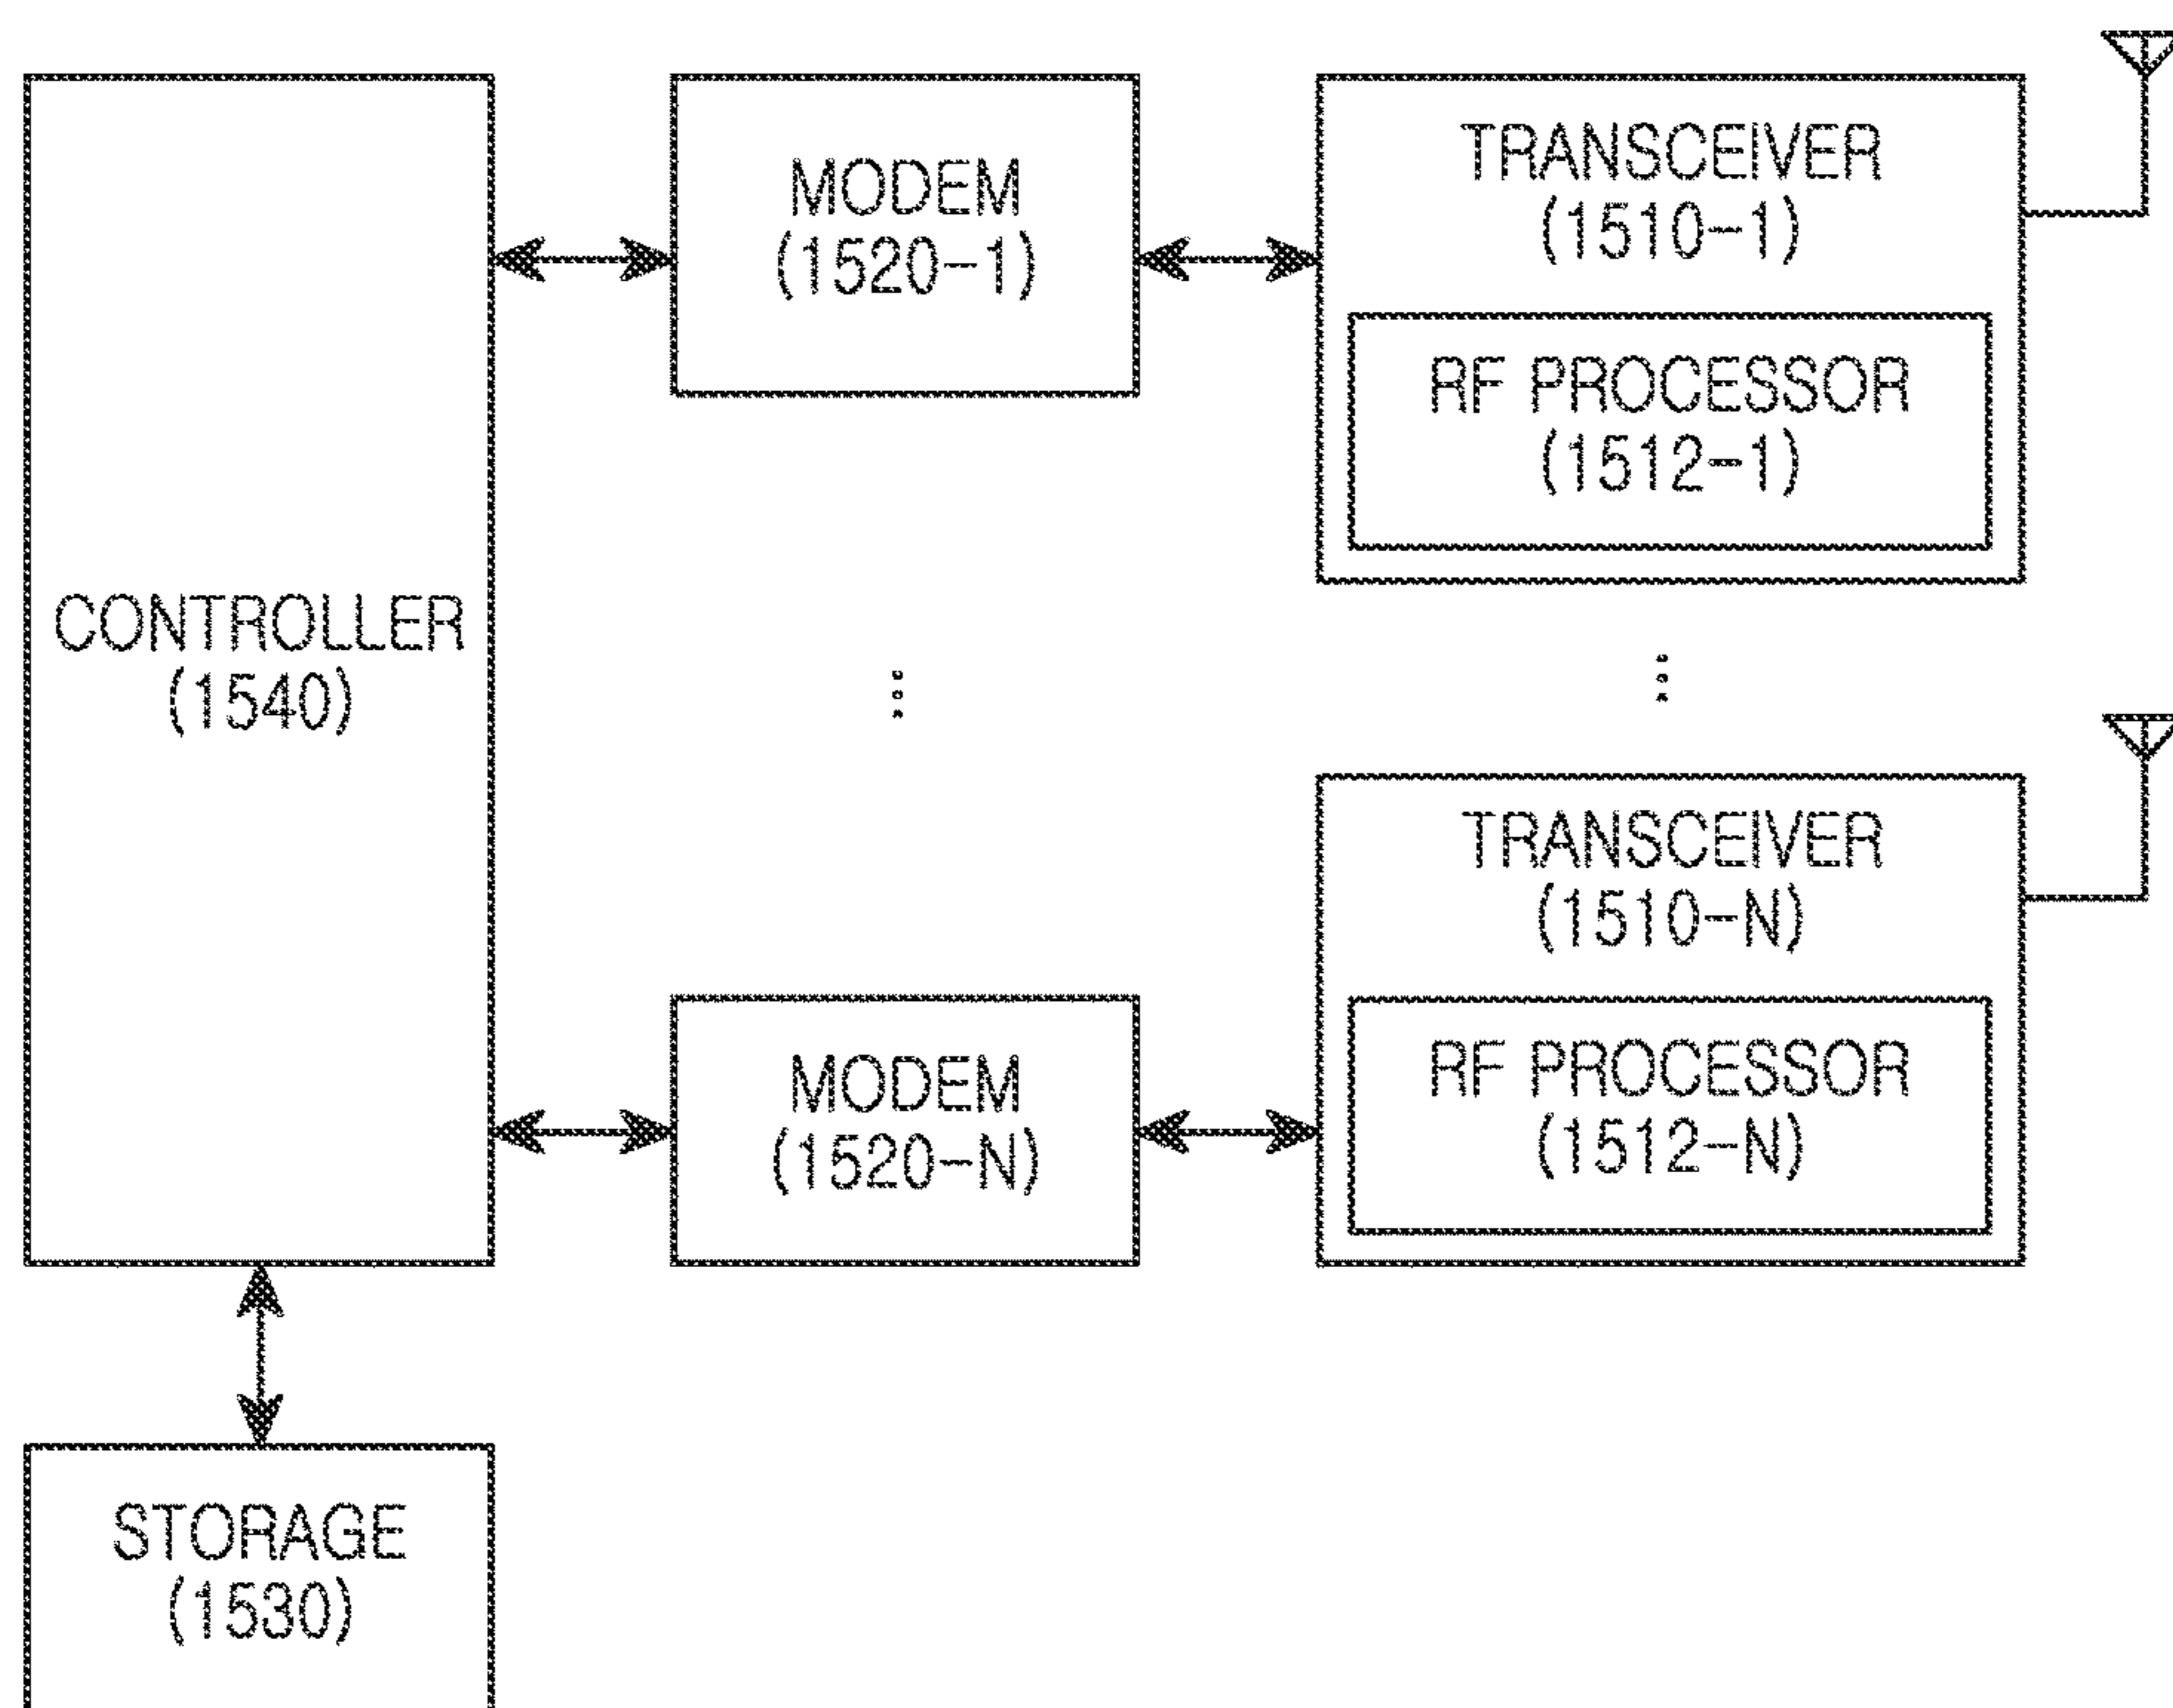 MODEM
(1520-1)
TRANSCEIVER
(1510-1)
RF PROCESSOR
(1512-1)
CONTROLLER
(1540)
TRANSCEIVER
(1510-N)
MODEM
(1520-N)
RF PROCESSOR
(1512-N)
STORAGE
(1530)